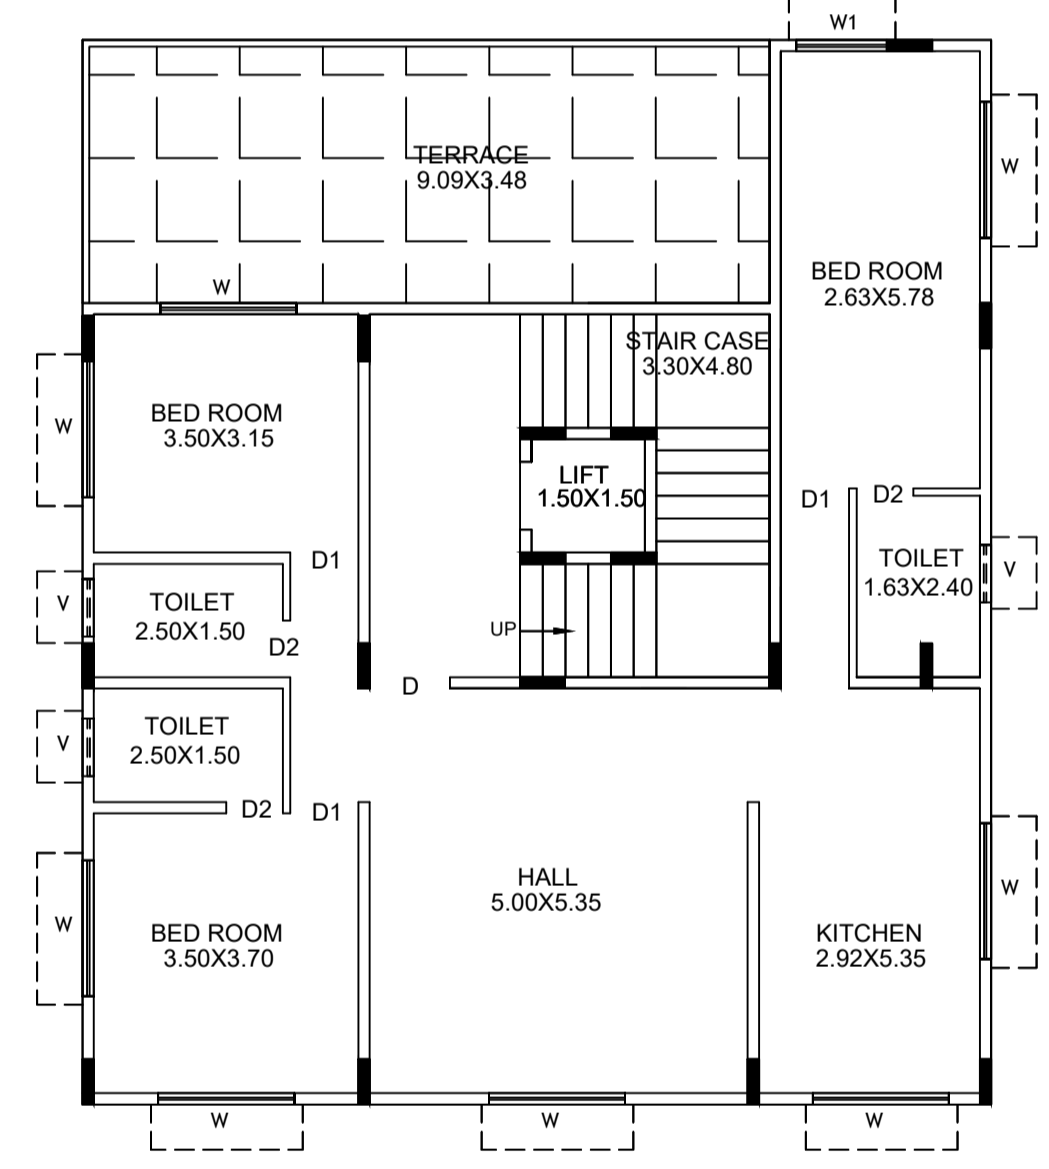 W1
TERRACE
9.09X3.48
W
BED ROOM
2.63X5.78
W
STAIR CASE
3.30X4.80
BED ROOM
3.50X3.15
W
LIFT
1.50X1.50
D1
D2
D1
TOILET
1.63X2.40
V
TOILET
2.50X1.50
V
D2
UP
D
TOILET
2.50X1.50
V
D2
D1
HALL
5.00X5.35
W
BED ROOM
3.50X3.70
W
KITCHEN
2.92X5.35
W
W
W